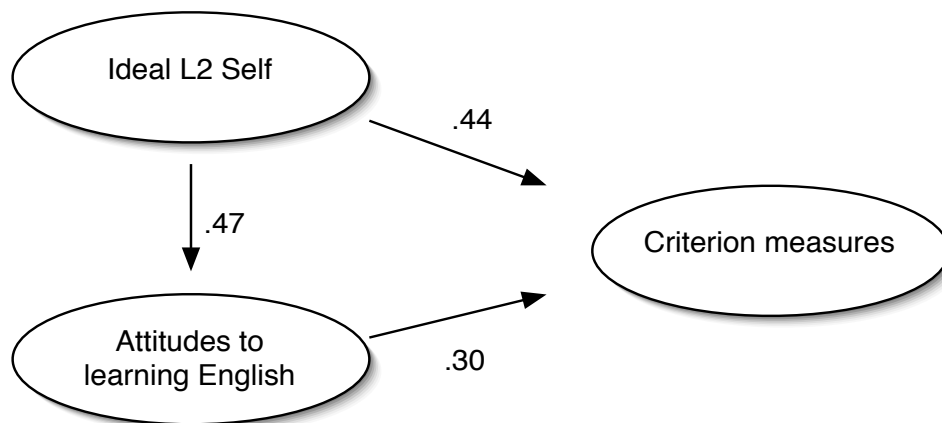 Ideal L2 Self
.44
.47
Criterion measures
Attitudes to
learning English
.30